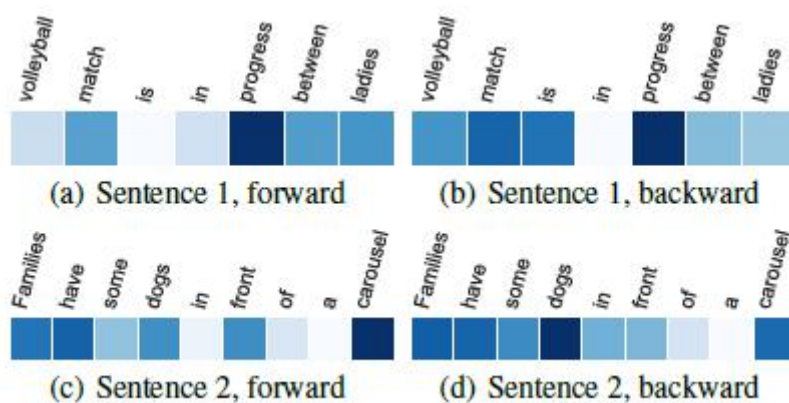 volleyball match is in progress between ladies
volleyball match is in progress between ladies
(a) Sentence 1, forward
(b) Sentence 1, backward
Families have some dogs in front of a carousel
Families have some dogs in front of a carousel
(c) Sentence 2, forward
(d) Sentence 2, backward